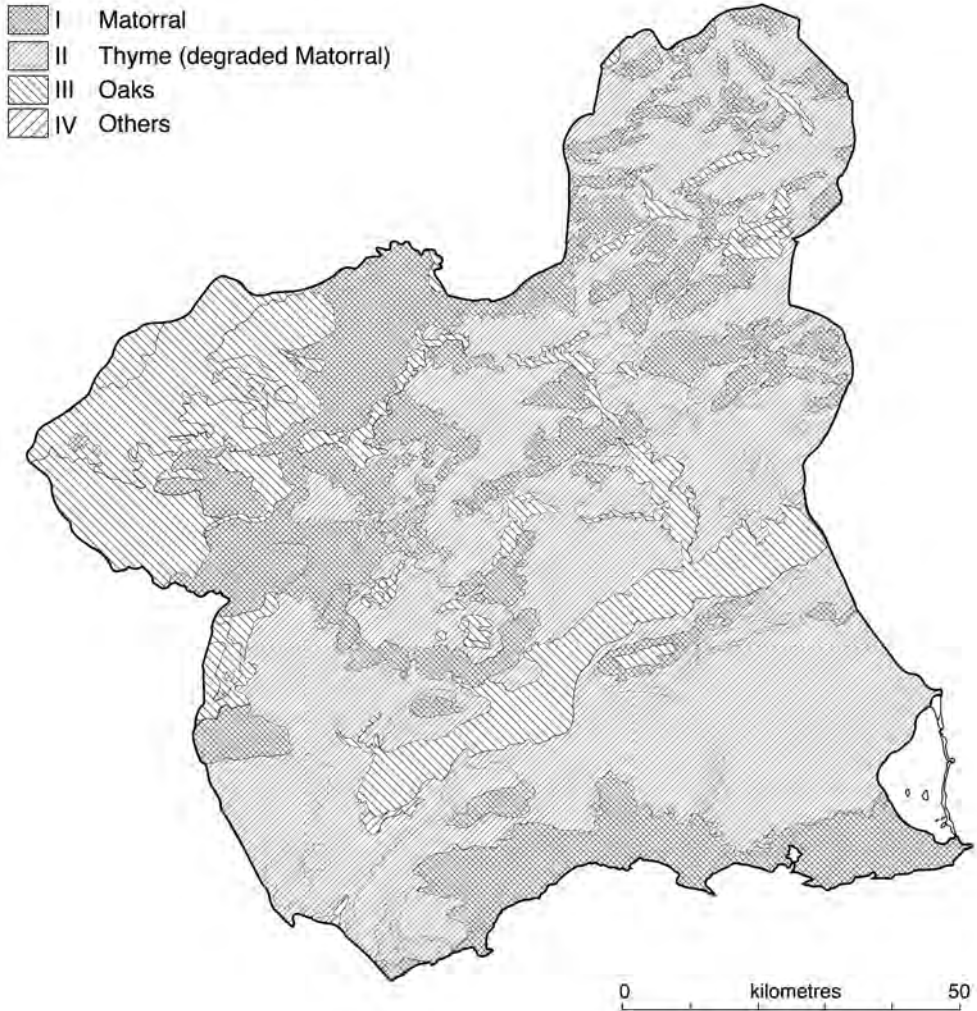 I Matorral
II Thyme (degraded Matorral)
III Oaks
IV Others
0 kilometres 50